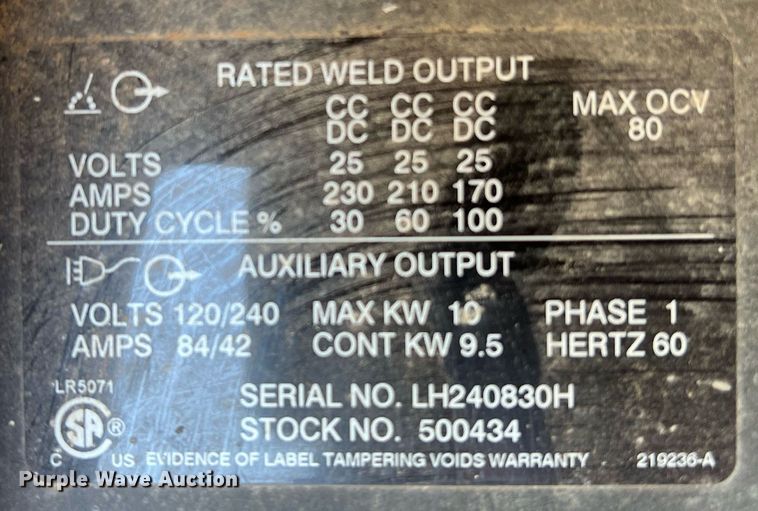 RATED WELD OUTPUT
CC CC CC MAX OCV
DC DC DC 80
VOLTS 25 25 25
AMPS 230 210 170
DUTY CYCLE % 30 60 100
AUXILIARY OUTPUT
VOLTS 120/240 MAX KW 10 PHASE 1
AMPS 84/42 CONT KW 9.5 HERTZ 60
LR5071
SERIAL NO. LH240830H
SA ®
STOCK NO. 500434
C US EVIDENCE OF LABEL TAMPERING VOIDS WARRANTY 219236-A
Purple Wave Auction